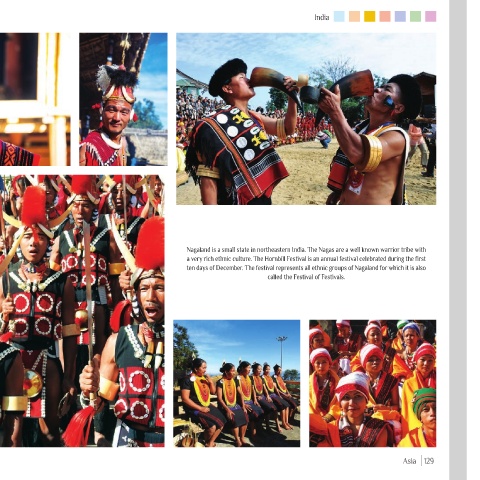 India
Nagaland is a small state in northeastern India. The Nagas are a well known warrior tribe with
a very rich ethnic culture. The Hornbill Festival is an annual festival celebrated during the first
ten days of December. The festival represents all ethnic groups of Nagaland for which it is also
called the Festival of Festivals.
Asia | 129